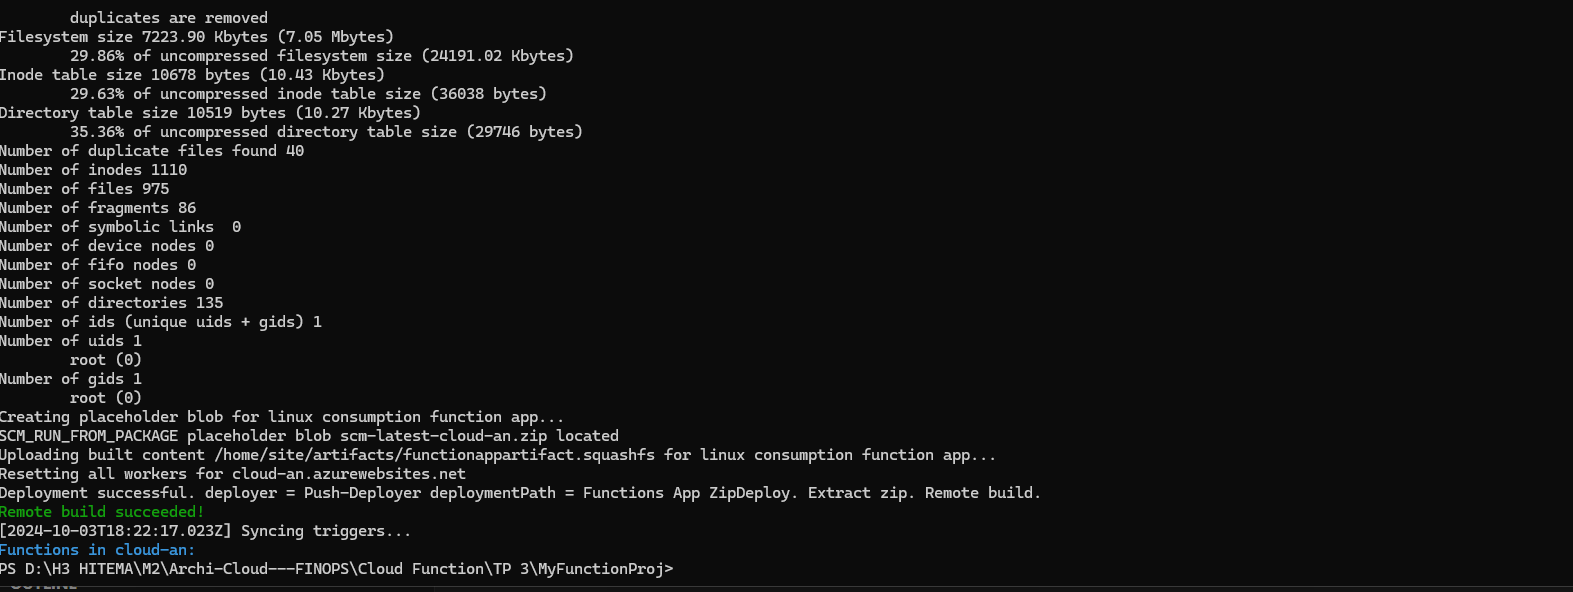 duplicates are removed
Filesystem size 7223.90 Kbytes (7.05 Mbytes)
29.86% of uncompressed filesystem size (24191.02 Kbytes)
Inode table size 10678 bytes (10.43 Kbytes)
29.63% of uncompressed inode table size (36038 bytes)
Directory table size 10519 bytes (10.27 Kbytes)
35.36% of uncompressed directory table size (29746 bytes)
Number of duplicate files found 40
Number of inodes 1110
Number of files 975
Number of fragments 86
Number of symbolic links  0
Number of device nodes 0
Number of fifo nodes 0
Number of socket nodes 0
Number of directories 135
Number of ids (unique uids + gids) 1
Number of uids 1
root (0)
Number of gids 1
root (0)
Creating placeholder blob for linux consumption function app...
SCM_RUN_FROM_PACKAGE placeholder blob scm-latest-cloud-an.zip located
Uploading built content /home/site/artifacts/functionappartifact.squashfs for linux consumption function app...
Resetting all workers for cloud-an.azurewebsites.net
Deployment successful. deployer = Push-Deployer deploymentPath = Functions App ZipDeploy. Extract zip. Remote build.
Remote build succeeded!
[2024-10-03T18:22:17.023Z] Syncing triggers...
Functions in cloud-an:
PS D:\H3 HITEMA\M2\Archi-Cloud---FINOPS\Cloud Function\TP 3\MyFunctionProj>